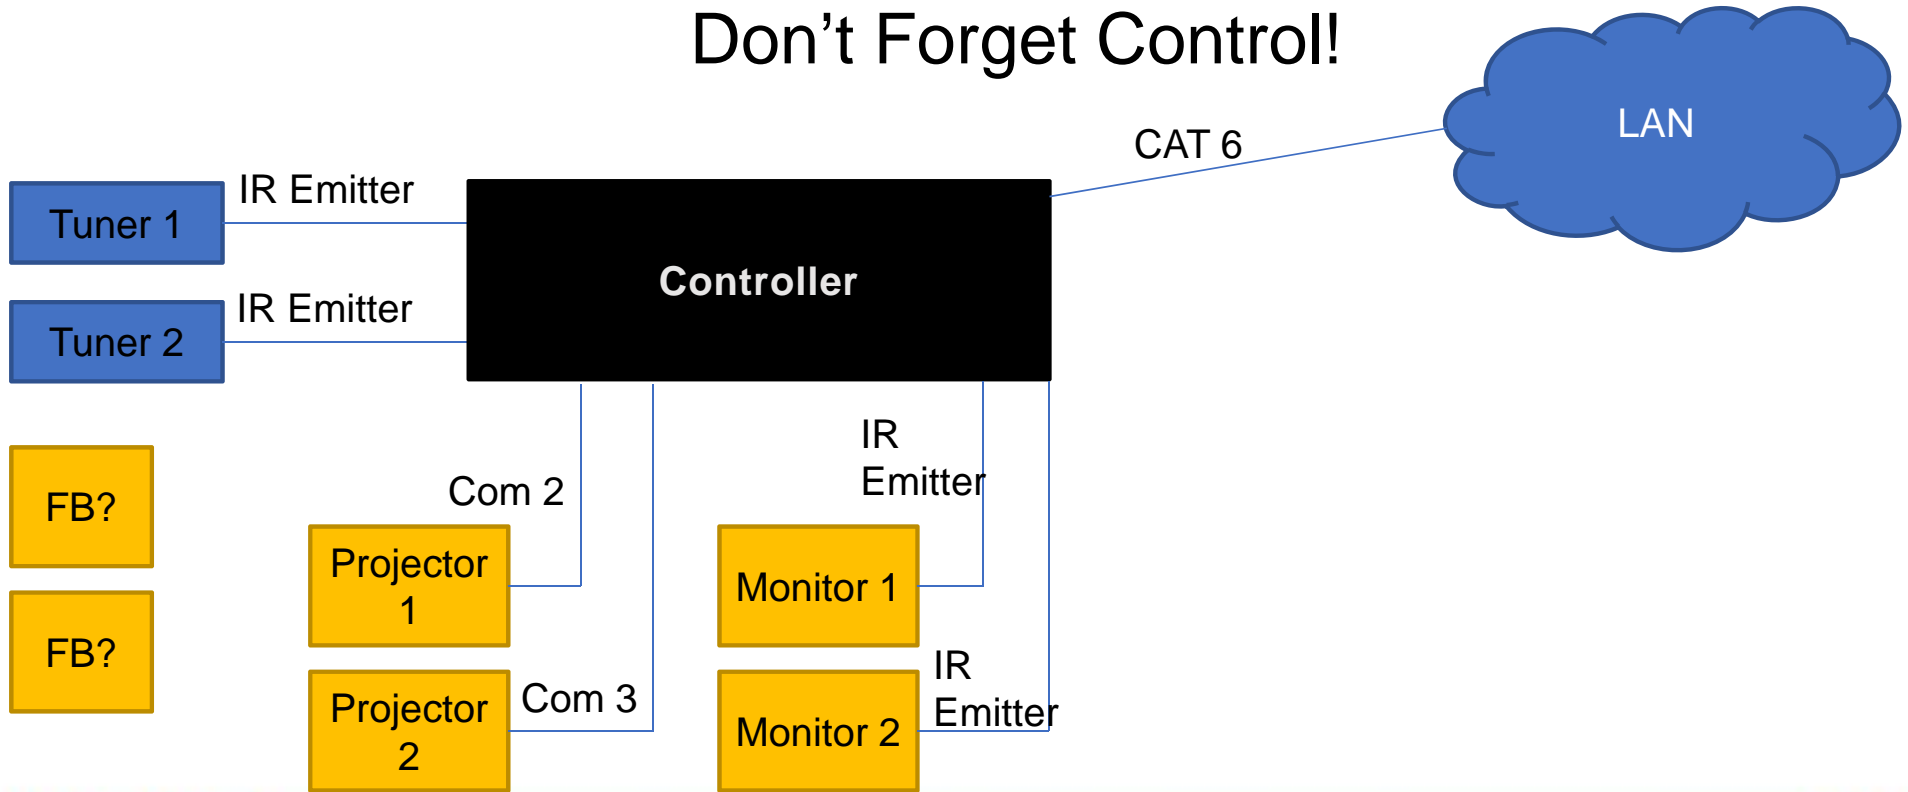 Don’t Forget Control!
LAN
CAT 6
IR Emitter
Tuner 1
Controller
IR Emitter
Tuner 2
IR
Emitter
Com 2
FB?
Projector
1
Monitor 1
FB?
IR
Emitter
Com 3
Projector
2
Monitor 2